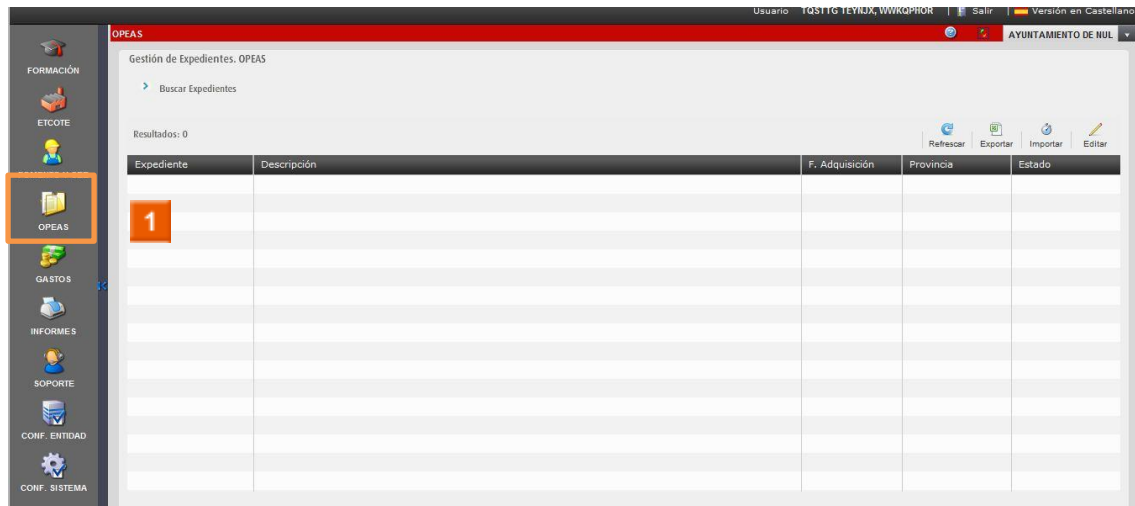 Usuario TQSTTG TEYNJX, WWKQPHOR | Salir | Versión en Castellano
OPEAS
AYUNTAMIENTO DE NUL
FORMACIÓN
ETCOTE
OPEAS
GASTOS
INFORMES
SOPORTE
CONF. ENTIDAD
CONF. SISTEMA
Gestión de Expedientes. OPEAS
Buscar Expedientes
Resultados: 0
Refrescar Exportar Importar Editar
Expediente Descripción F. Adquisición Provincia Estado
1